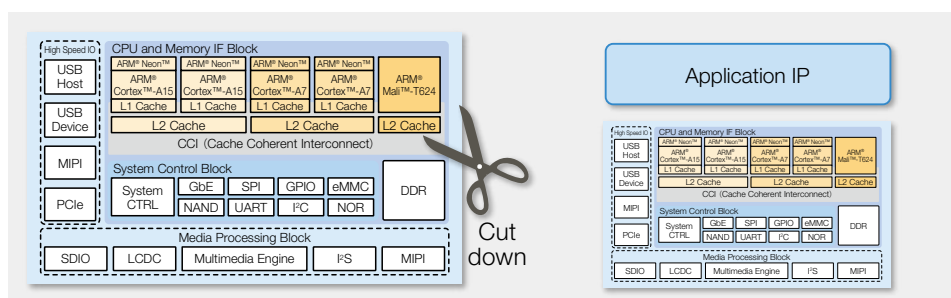 High Speed IO
USB
Host
USB
Device
MIPI
PCIe
CPU and Memory IF Block
ARM® Neon™ ARM® Neon™ ARM® Neon™ ARM® Neon™
ARM®
Cortex™-A15
ARM®
Cortex™-A15
ARM®
Cortex™-A7
ARM®
Cortex™-A7
ARM®
Mali™-T624
L1 Cache L1 Cache L1 Cache L1 Cache
L2 Cache L2 Cache L2 Cache
CCI (Cache Coherent Interconnect)
System Control Block
System
CTRL
GbE SPI GPIO eMMC
NAND UART I²C NOR
DDR
Media Processing Block
SDIO LCDC Multimedia Engine I²S MIPI
Cut
down
Application IP
High Speed IO
USB
Host
USB
Device
MIPI
PCIe
CPU and Memory IF Block
ARM® Neon™ ARM® Neon™ ARM® Neon™ ARM® Neon™
ARM®
Cortex™-A15
ARM®
Cortex™-A15
ARM®
Cortex™-A7
ARM®
Cortex™-A7
ARM®
Mali™-T624
L1 Cache L1 Cache L1 Cache L1 Cache
L2 Cache L2 Cache L2 Cache
CCI (Cache Coherent Interconnect)
System Control Block
System
CTRL
GbE SPI GPIO eMMC
NAND UART I²C NOR
DDR
Media Processing Block
SDIO LCDC Multimedia Engine I²S MIPI